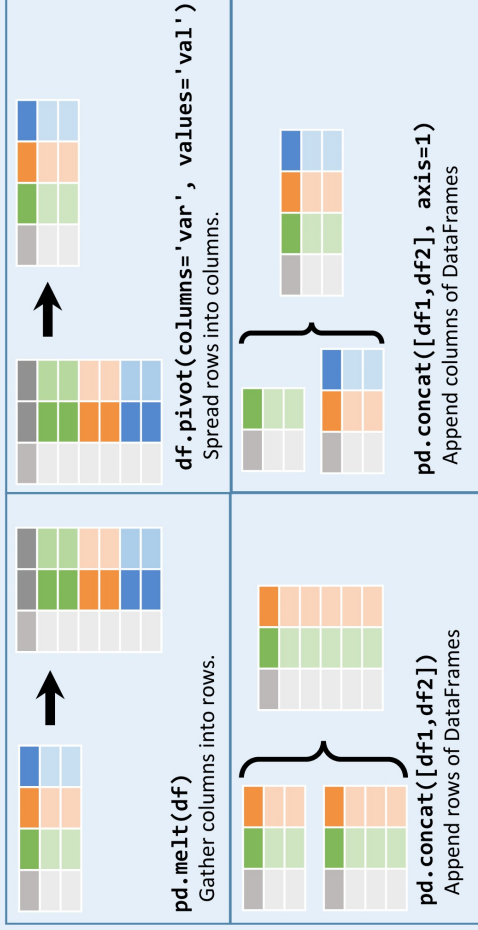 pd.melt(df)
Gather columns into rows.
df.pivot(columns='var', values='val')
Spread rows into columns.
pd.concat([df1,df2])
Append rows of DataFrames
pd.concat([df1,df2], axis=1)
Append columns of DataFrames